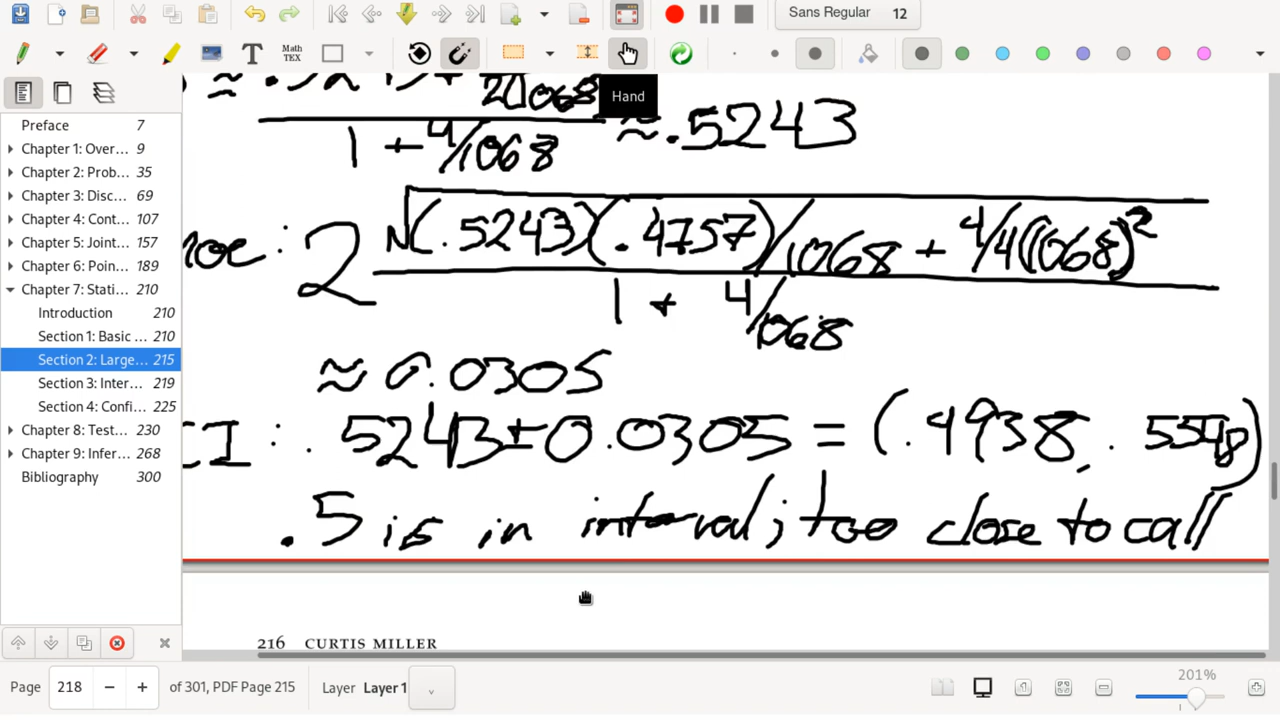 Sans Regular 12
T Math TEX
Hand
Preface 7
Chapter 1: Over... 9
Chapter 2: Prob... 35
Chapter 3: Disc... 69
Chapter 4: Cont... 107
Chapter 5: Joint... 157
Chapter 6: Poin... 189
Chapter 7: Stati... 210
Introduction 210
Section 1: Basic ... 210
Section 2: Large... 215
Section 3: Inter... 219
Section 4: Confi... 225
Chapter 8: Test... 230
Chapter 9: Infer... 268
Bibliography 300
1 + 4/1068 ≈ .5243
moe: 2 √(.5243)(.4757)/1068 + 4/4(1068)²
1 + 4/1068
≈ 0.0305
CI: .5243±0.0305 = (.4938, .5548)
.5 is in interval; too close to call
216 CURTIS MILLER
Page 218 of 301, PDF Page 215 Layer Layer 1 201%